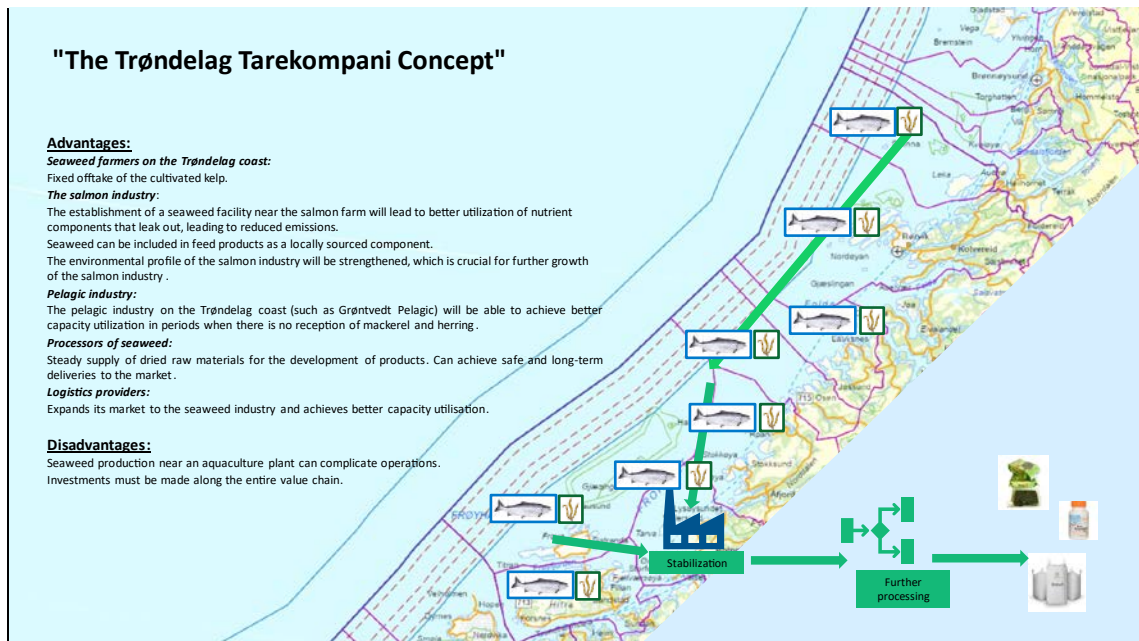 "The Trøndelag Tarekompani Concept"
Advantages:
Seaweed farmers on the Trøndelag coast:
Fixed offtake of the cultivated kelp.
The salmon industry:
The establishment of a seaweed facility near the salmon farm will lead to better utilization of nutrient
components that leak out, leading to reduced emissions.
Seaweed can be included in feed products as a locally sourced component.
The environmental profile of the salmon industry will be strengthened, which is crucial for further growth
of the salmon industry .
Pelagic industry:
The pelagic industry on the Trøndelag coast (such as Grøntvedt Pelagic) will be able to achieve better
capacity utilization in periods when there is no reception of mackerel and herring .
Processors of seaweed:
Steady supply of dried raw materials for the development of products. Can achieve safe and long-term
deliveries to the market .
Logistics providers:
Expands its market to the seaweed industry and achieves better capacity utilisation.
Disadvantages:
Seaweed production near an aquaculture plant can complicate operations.
Investments must be made along the entire value chain.
Vega
Bremstein
Brønnøysund
Torghatten
Leka
Rørvik
Kolvereid
Nordøyan
Gjæslingan
Stokksund
Åfjord
Titran
Hitra
Stabilization
Further
processing